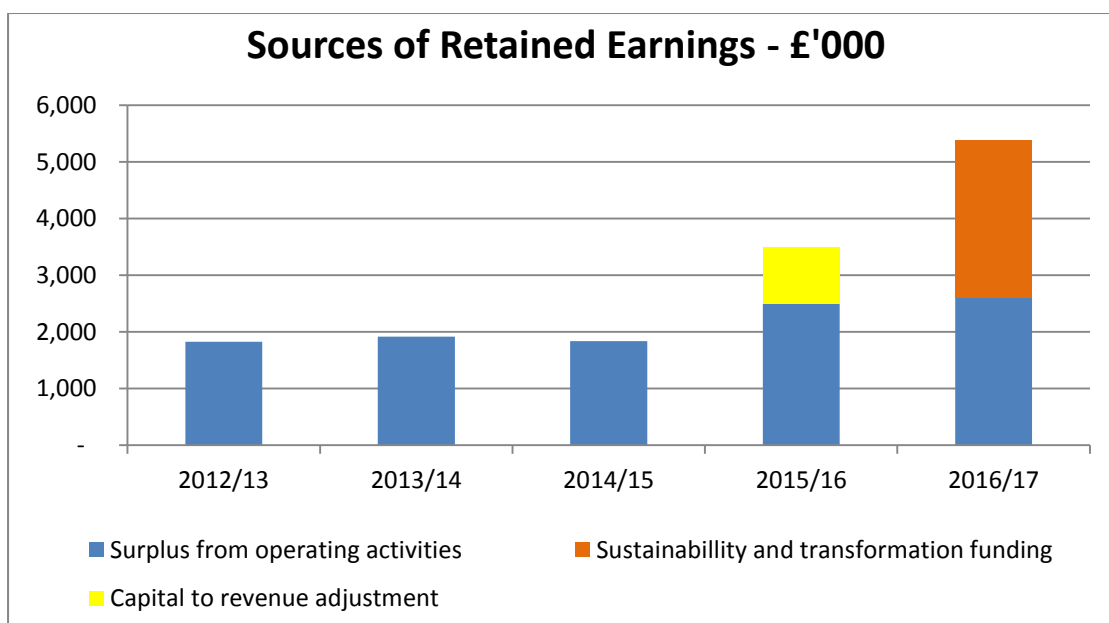 Sources of Retained Earnings - £'000
6,000
5,000
4,000
3,000
2,000
1,000
-
2012/13 2013/14 2014/15 2015/16 2016/17
Surplus from operating activities Sustainabillity and transformation funding
Capital to revenue adjustment